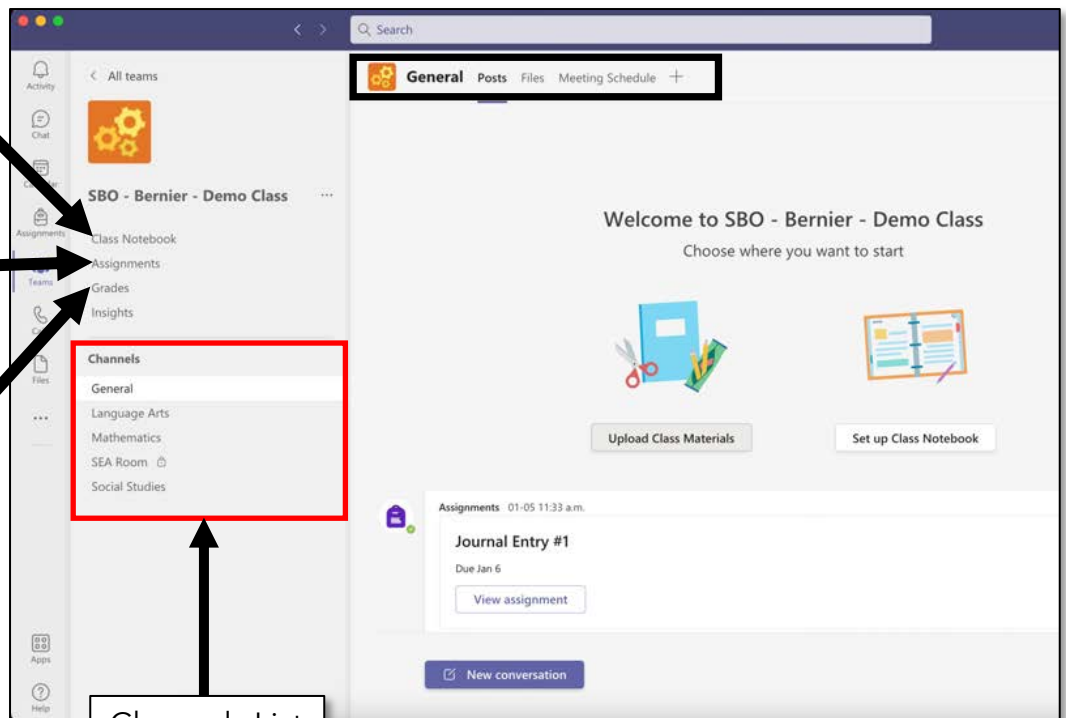 Search
Activity
Chat
Assignments
Teams
Files
Apps
Help
All teams
SBO - Bernier - Demo Class
Class Notebook
Assignments
Grades
Insights
Channels
General
Language Arts
Mathematics
SEA Room
Social Studies
General Posts Files Meeting Schedule
Welcome to SBO - Bernier - Demo Class
Choose where you want to start
Upload Class Materials
Set up Class Notebook
Assignments 01-05 11:33 a.m.
Journal Entry #1
Due Jan 6
View assignment
New conversation